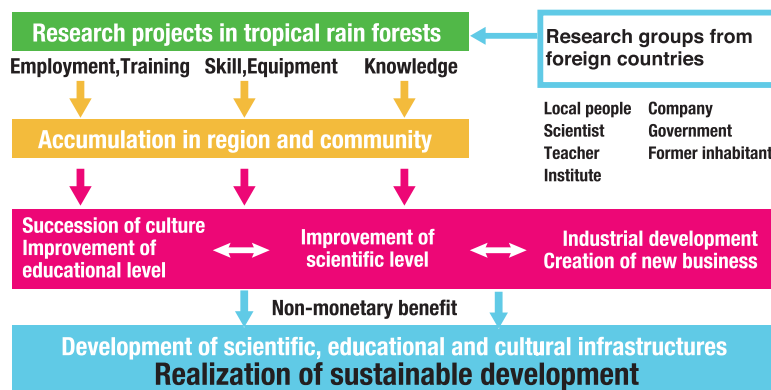 Research projects in tropical rain forests
Research groups from
foreign countries
Employment,Training Skill,Equipment Knowledge
Local people Company
Scientist Government
Teacher Former inhabitant
Institute
Accumulation in region and community
Succession of culture
Improvement of
educational level
Improvement of
scientific level
Industrial development
Creation of new business
Non-monetary benefit
Development of scientific, educational and cultural infrastructures
Realization of sustainable development